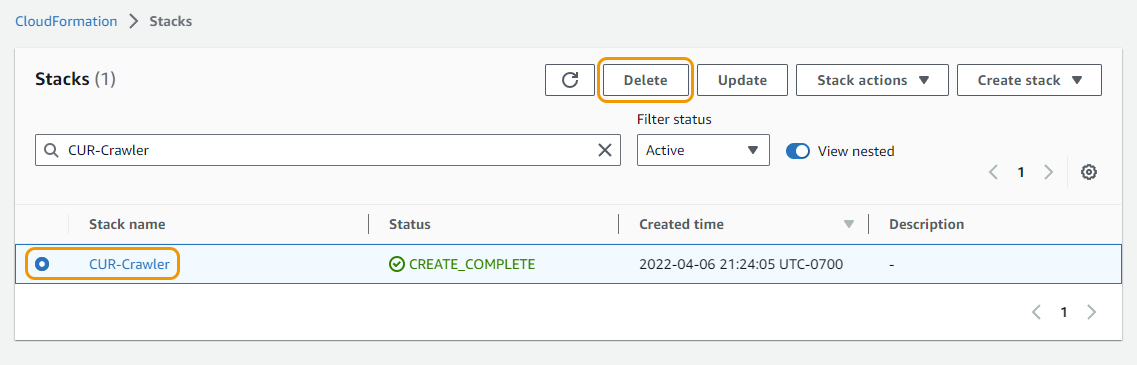 CloudFormation > Stacks
Stacks (1)
Delete
Update
Stack actions
Create stack
Filter status
CUR-Crawler
Active
View nested
1
Stack name Status Created time Description
CUR-Crawler CREATE_COMPLETE 2022-04-06 21:24:05 UTC-0700 -
1